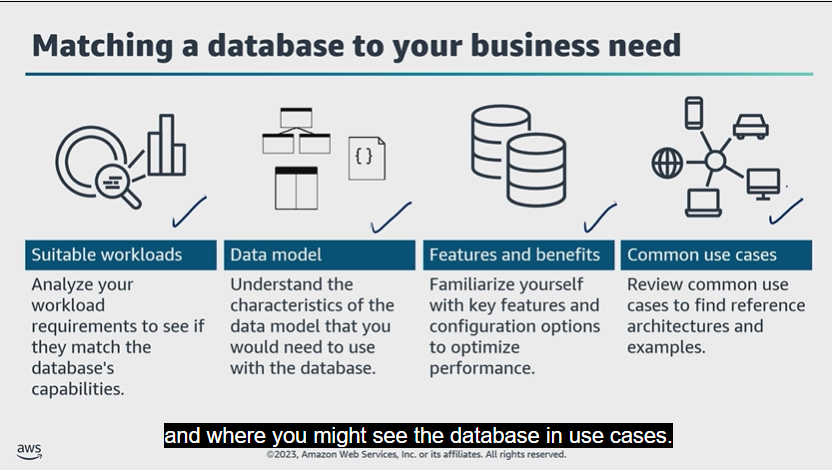 Matching a database to your business need
{}
Suitable workloads
Analyze your
workload
requirements to see if
they match the
database's
capabilities.
Data model
Understand the
characteristics of the
data model that you
would need to use
with the database.
Features and benefits
Familiarize yourself
with key features and
configuration options
to optimize
performance.
Common use cases
Review common use
cases to find reference
architectures and
examples.
and where you might see the database in use cases.
aws
©2023, Amazon Web Services, Inc. or its affiliates. All rights reserved.